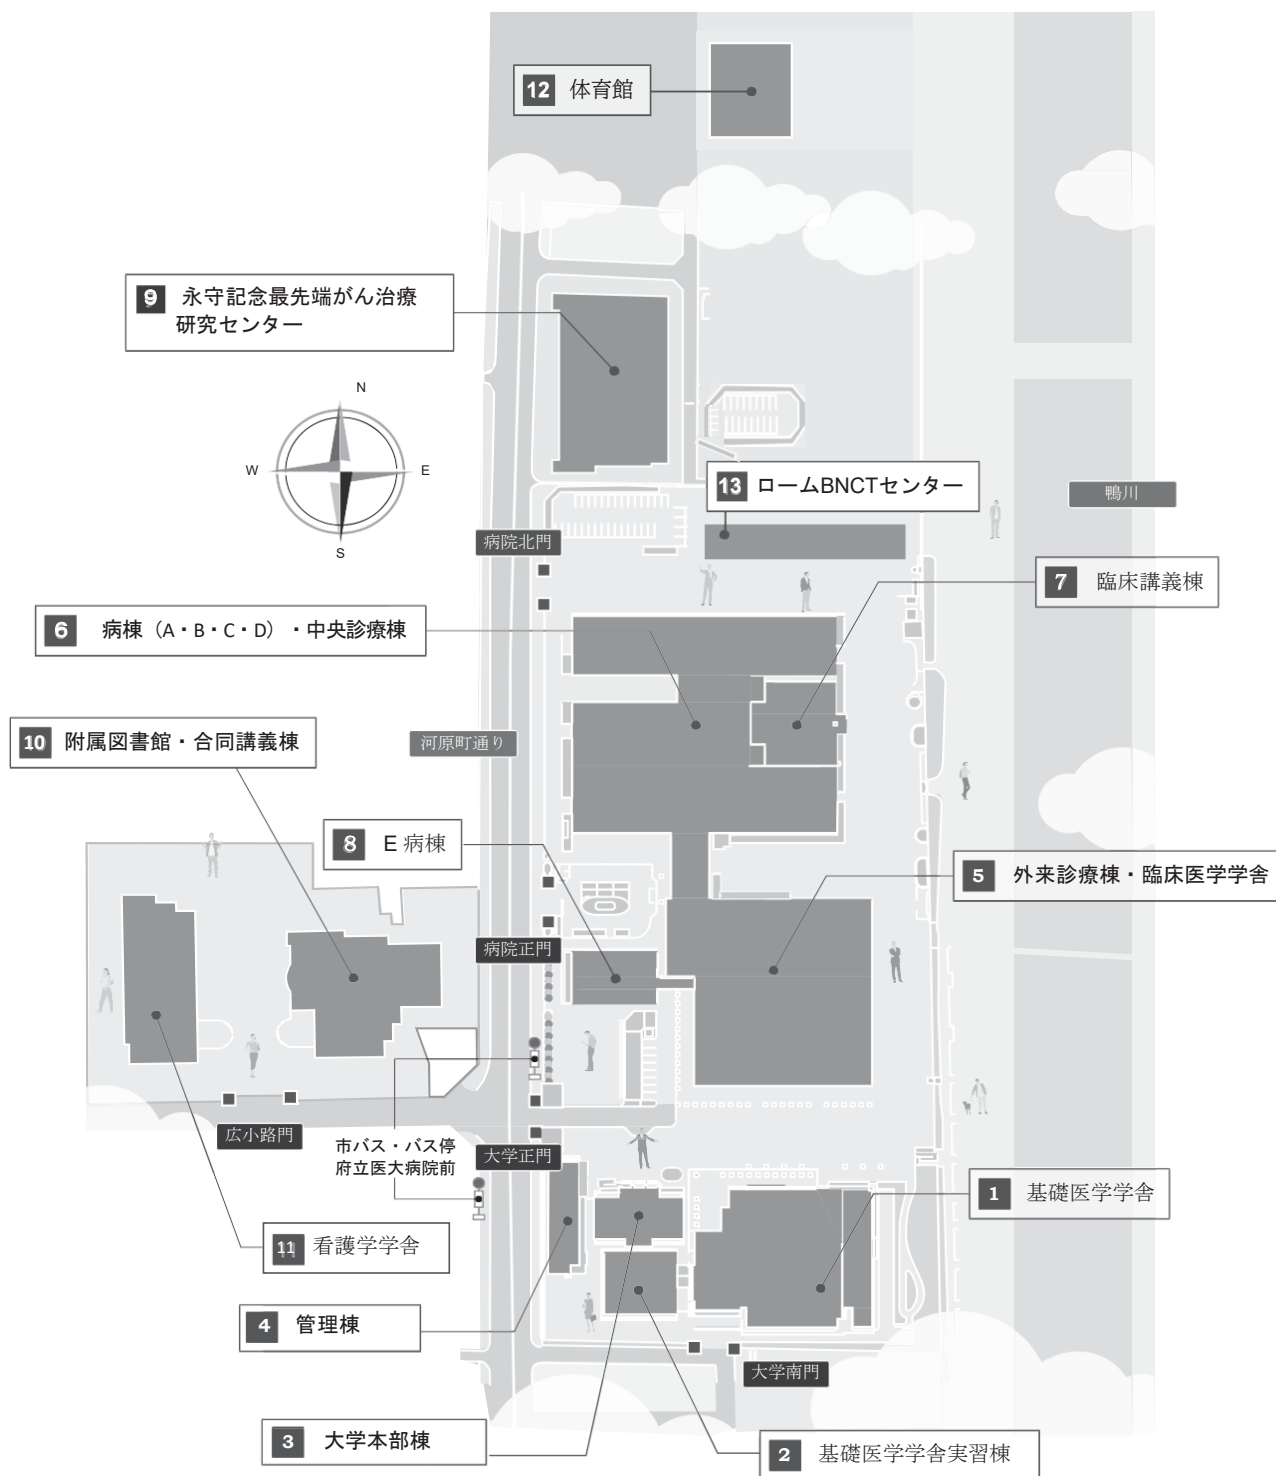 12 体育館
9 永守記念最先端がん治療
研究センター
N
W
E
S
13 ロームBNCTセンター
鴨川
病院北門
7 臨床講義棟
6 病棟（A・B・C・D）・中央診療棟
10 附属図書館・合同講義棟
河原町通り
8 E 病棟
5 外来診療棟・臨床医学学舎
病院正門
広小路門
市バス・バス停
府立医大病院前
大学正門
1 基礎医学学舎
11 看護学学舎
4 管理棟
大学南門
3 大学本部棟
2 基礎医学学舎実習棟